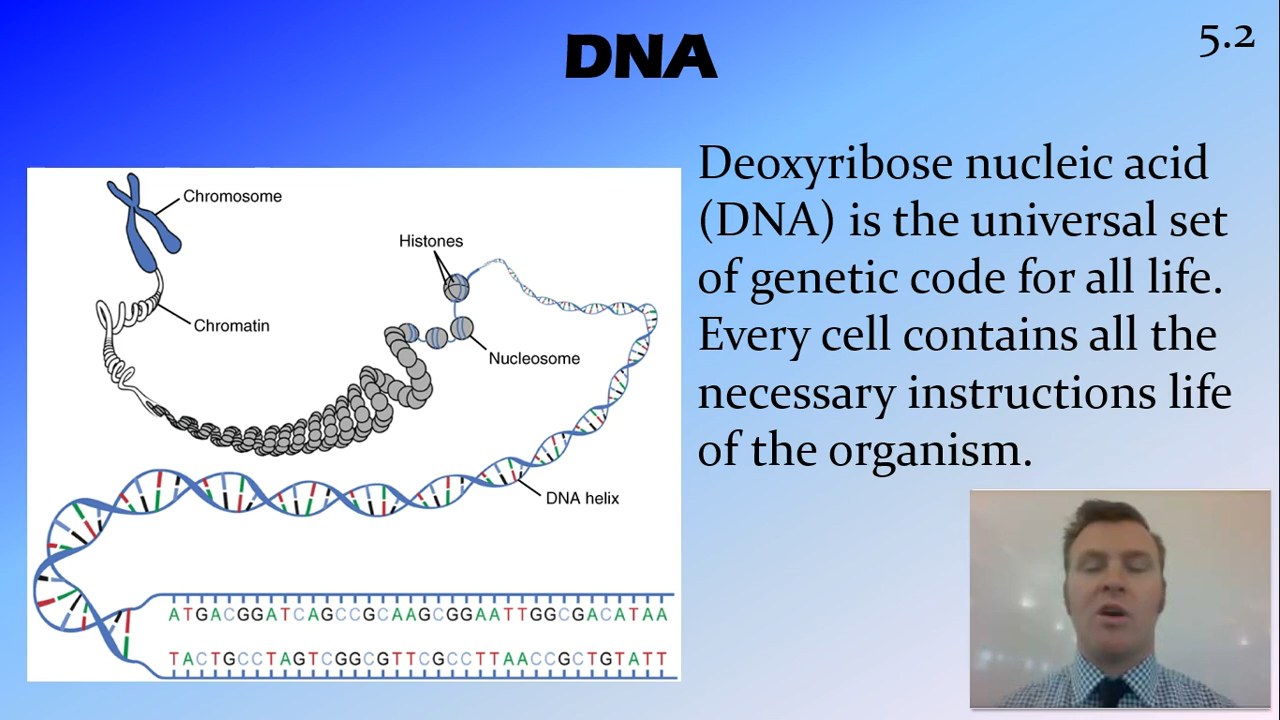 DNA
5.2
Deoxyribose nucleic acid
(DNA) is the universal set
of genetic code for all life.
Every cell contains all the
necessary instructions life
of the organism.
Chromosome
Histones
Chromatin
Nucleosome
DNA helix
ATGACGGATCAGCCGCAAGCGGAATTGGCGACATAA
TACTGCCTAGTCGGCGTTCGCCTTAACCGCTGTATT